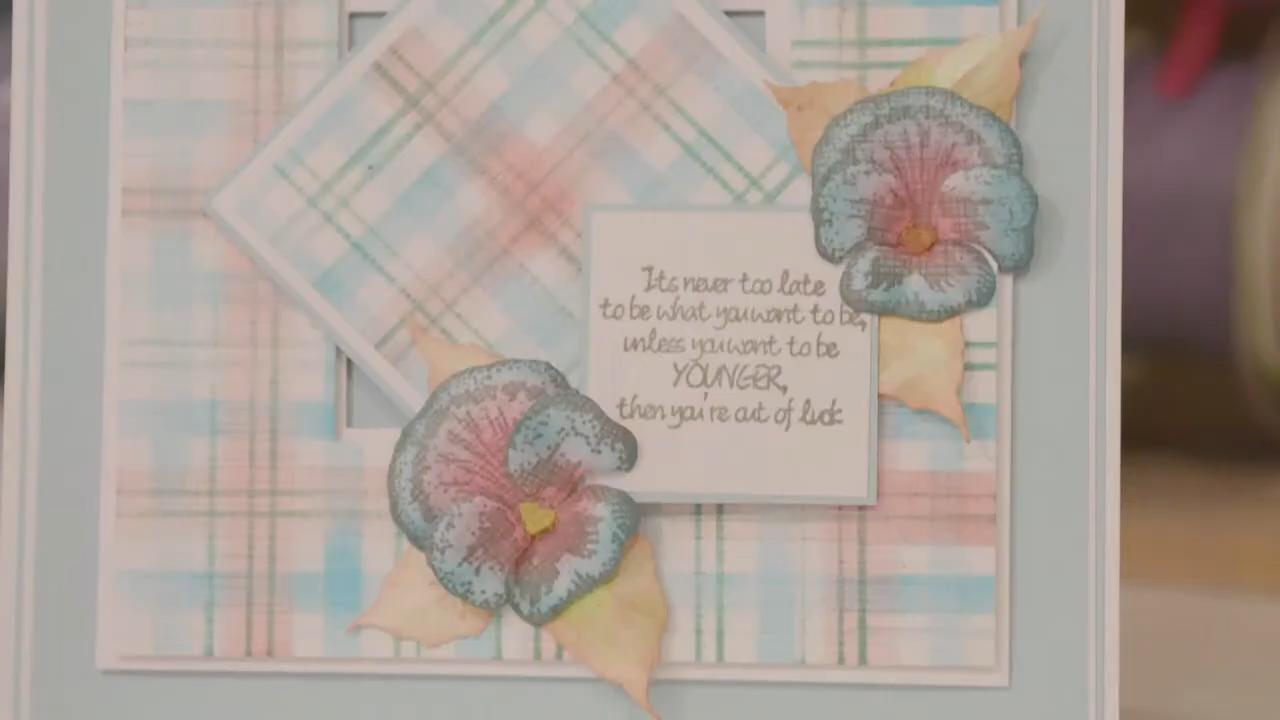 Its never too late
to be what you want to be,
unless you want to be
YOUNGER,
then you're out of luck